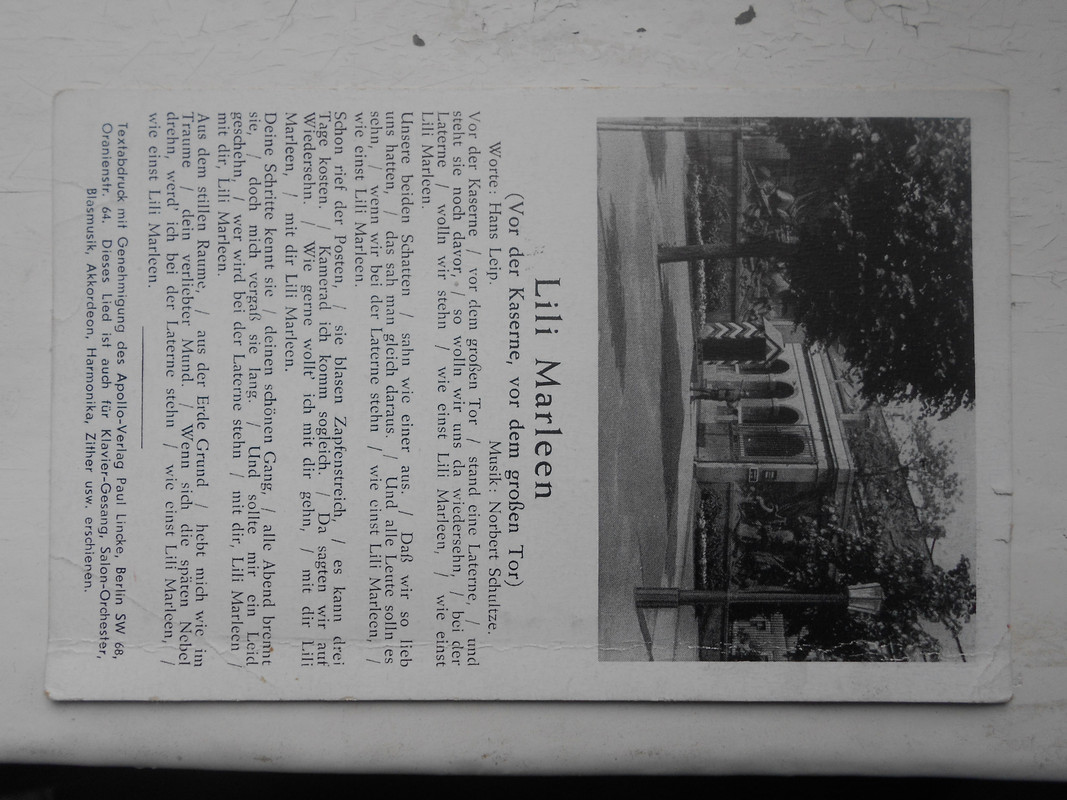 Lili Marleen
(Vor der Kaserne, vor dem großen Tor)
Worte: Hans Leip. Musik: Norbert Schultze.
Vor der Kaserne / vor dem großen Tor / stand eine Laterne, / und
steht sie noch davor, / so wolln wir uns da wiedersehn, / bei der
Laterne / wolln wir stehn / wie einst Lili Marleen, / wie einst
Lili Marleen.
Unsere beiden Schatten / sahn wie einer aus. / Daß wir so lieb
uns hatten, / das sah man gleich daraus. / Und alle Leute solln es
sehn, / wenn wir bei der Laterne stehn / wie einst Lili Marleen, /
wie einst Lili Marleen.
Schon rief der Posten, / sie blasen Zapfenstreich, / es kann drei
Tage kosten. / Kamerad ich komm sogleich. / Da sagten wir auf
Wiedersehn. / Wie gerne wollt' ich mit dir gehn, / mit dir Lili
Marleen, / mit dir Lili Marleen.
Deine Schritte kennt sie / deinen schönen Gang, / alle Abend brennt
sie, / doch mich vergaß sie lang. / Und sollte mir ein Leid
geschehn, / wer wird bei der Laterne stehn / mit dir, Lili Marleen /
mit dir, Lili Marleen.
Aus dem stillen Raume, / aus der Erde Grund / hebt mich wie im
Traume / dein verliebter Mund. / Wenn sich die späten Nebel
drehn, / werd' ich bei der Laterne stehn / wie einst Lili Marleen, /
wie einst Lili Marleen.
Textabdruck mit Genehmigung des Apollo-Verlag Paul Lincke, Berlin SW 68,
Oranienstr. 64. Dieses Lied ist auch für Klavier-Gesang, Salon-Orchester,
Blasmusik, Akkordeon, Harmonika, Zither usw. erschienen.